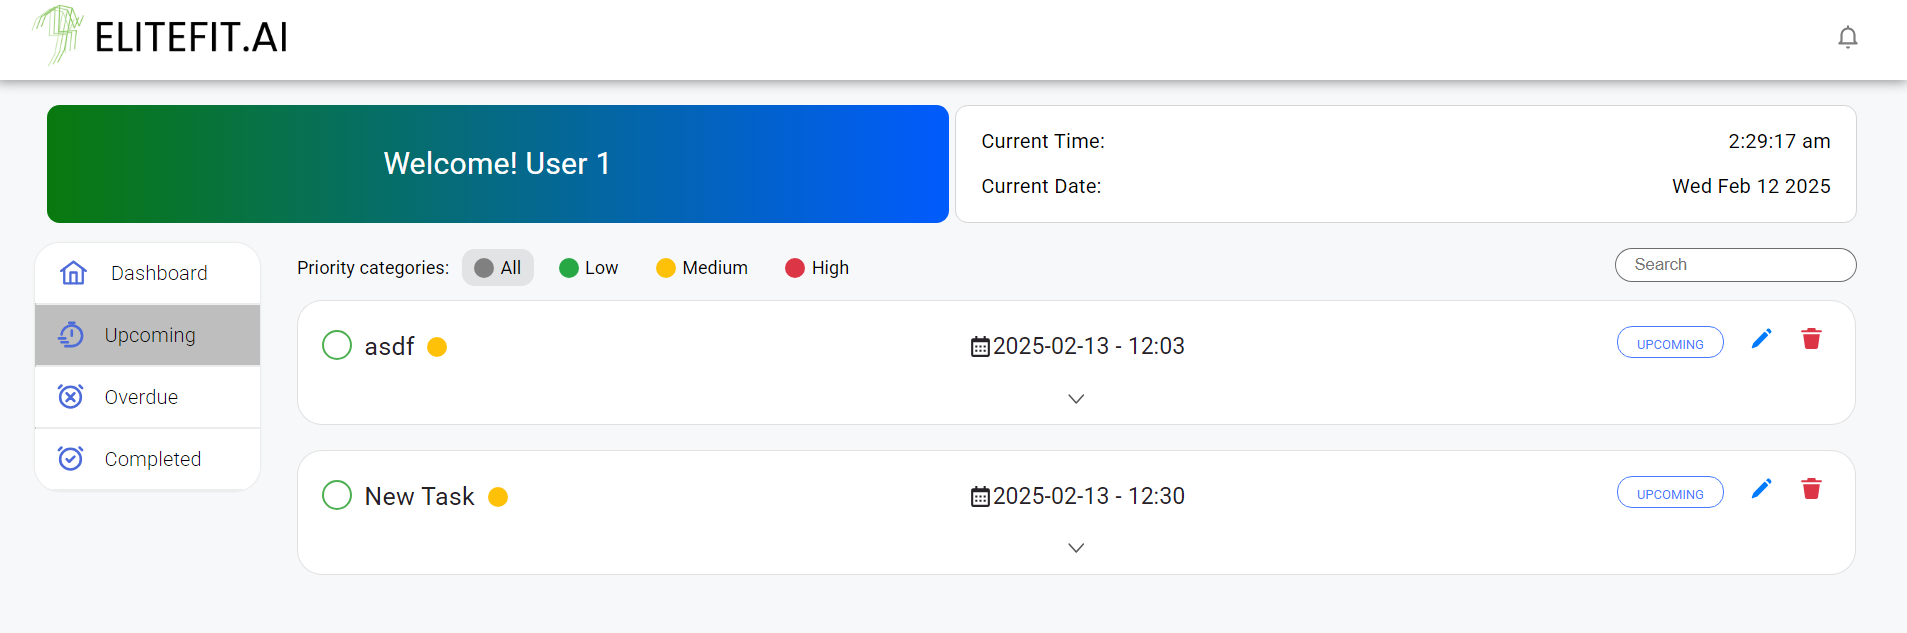 ELITEFIT.AI
Welcome! User 1
Current Time: 2:29:17 am
Current Date: Wed Feb 12 2025
Dashboard
Upcoming
Overdue
Completed
Priority categories: All Low Medium High
Search
asdf 2025-02-13 - 12:03 UPCOMING
New Task 2025-02-13 - 12:30 UPCOMING